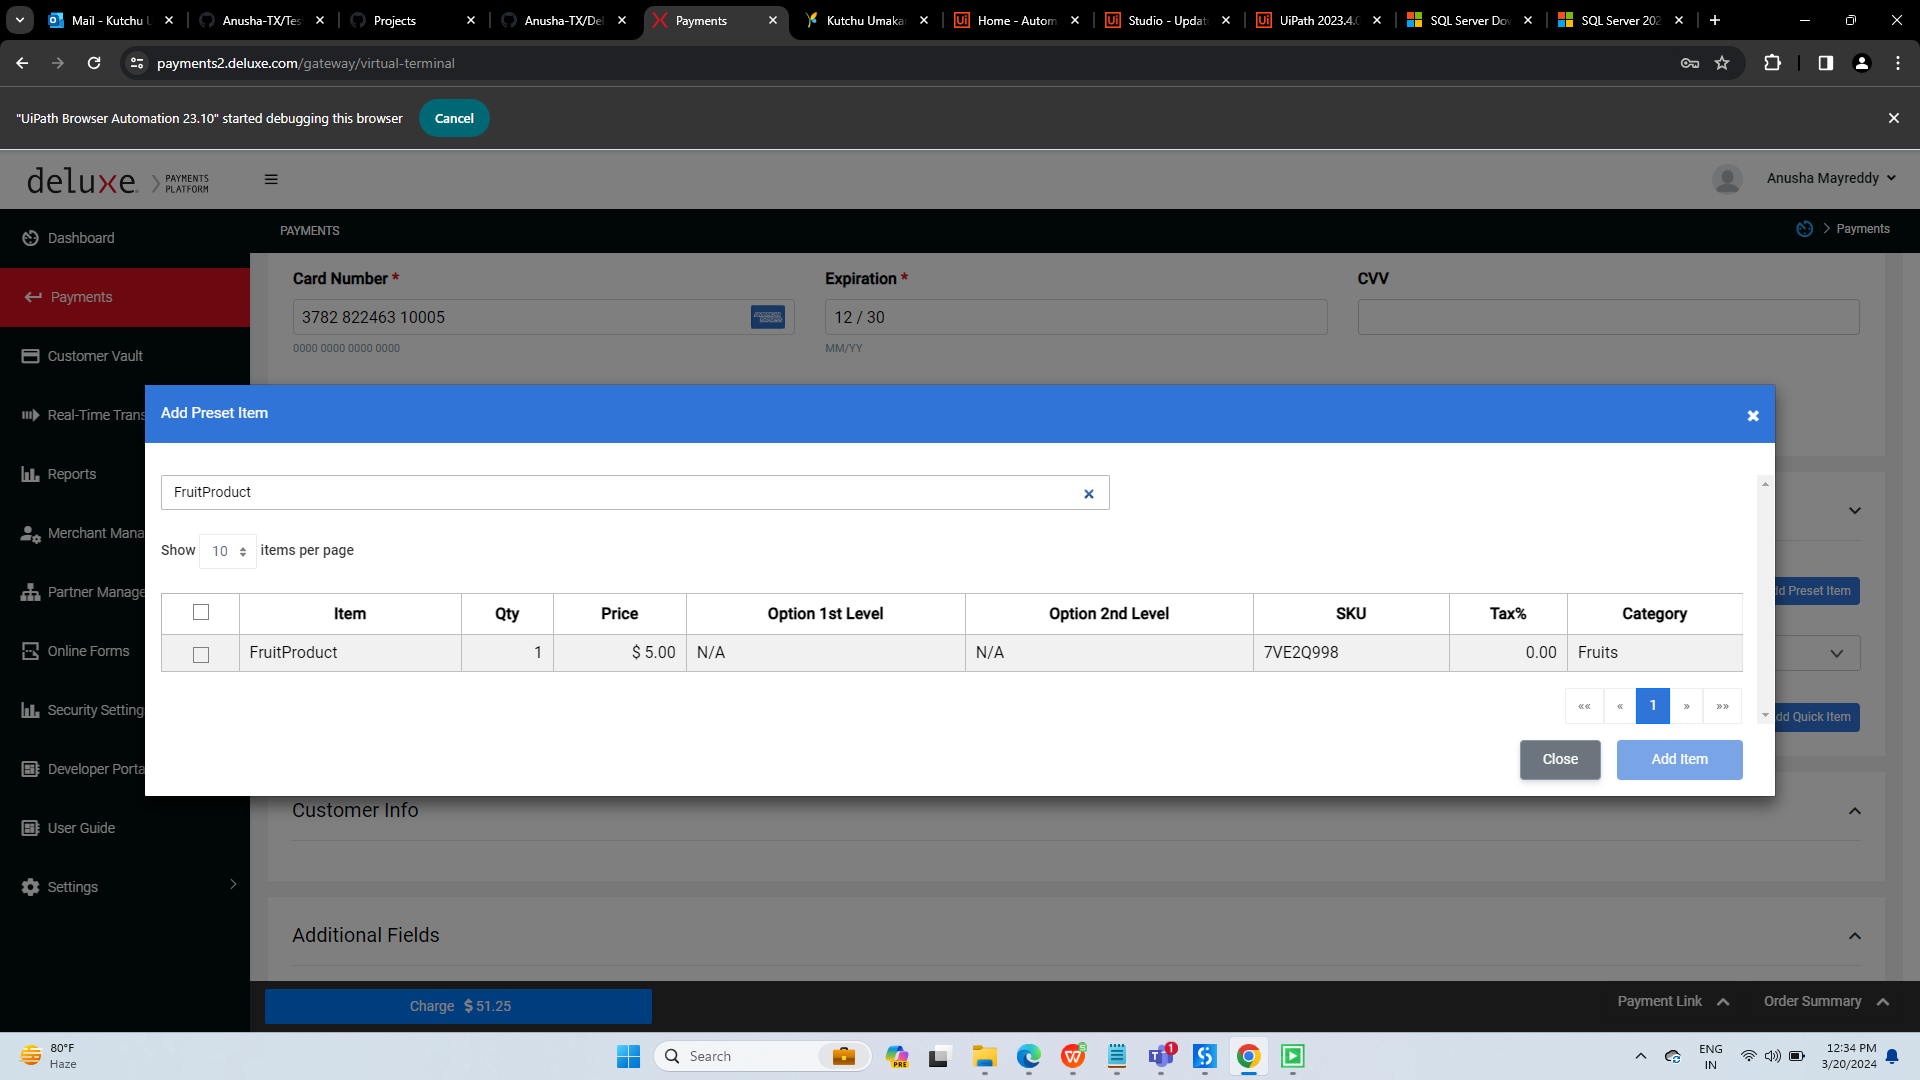 Mail - Kutchu U
Anusha-TX/Tes
Projects
Anusha-TX/Del
Payments
Kutchu Umakan
Home - Autom
Studio - Updat
UiPath 2023.4.0
SQL Server Do
SQL Server 202
payments2.deluxe.com/gateway/virtual-terminal
"UiPath Browser Automation 23.10" started debugging this browser
Cancel
deluxe. PAYMENTS PLATFORM
Anusha Mayreddy
Dashboard
PAYMENTS
Payments
Payments
Card Number *
Expiration *
CVV
3782 822463 10005
12 / 30
0000 0000 0000 0000
MM/YY
Customer Vault
Real-Time Trans
Add Preset Item
Reports
FruitProduct
Merchant Mana
Show 10 items per page
Partner Manage
dd Preset Item
Item Qty Price Option 1st Level Option 2nd Level SKU Tax% Category
FruitProduct 1 $ 5.00 N/A N/A 7VE2Q998 0.00 Fruits
Online Forms
Security Setting
«« « 1 » »»
dd Quick Item
Developer Porta
Close
Add Item
Customer Info
User Guide
Settings
Additional Fields
Charge $ 51.25
Payment Link
Order Summary
80°F
Haze
Search
PRE
1
ENG
IN
12:34 PM
3/20/2024